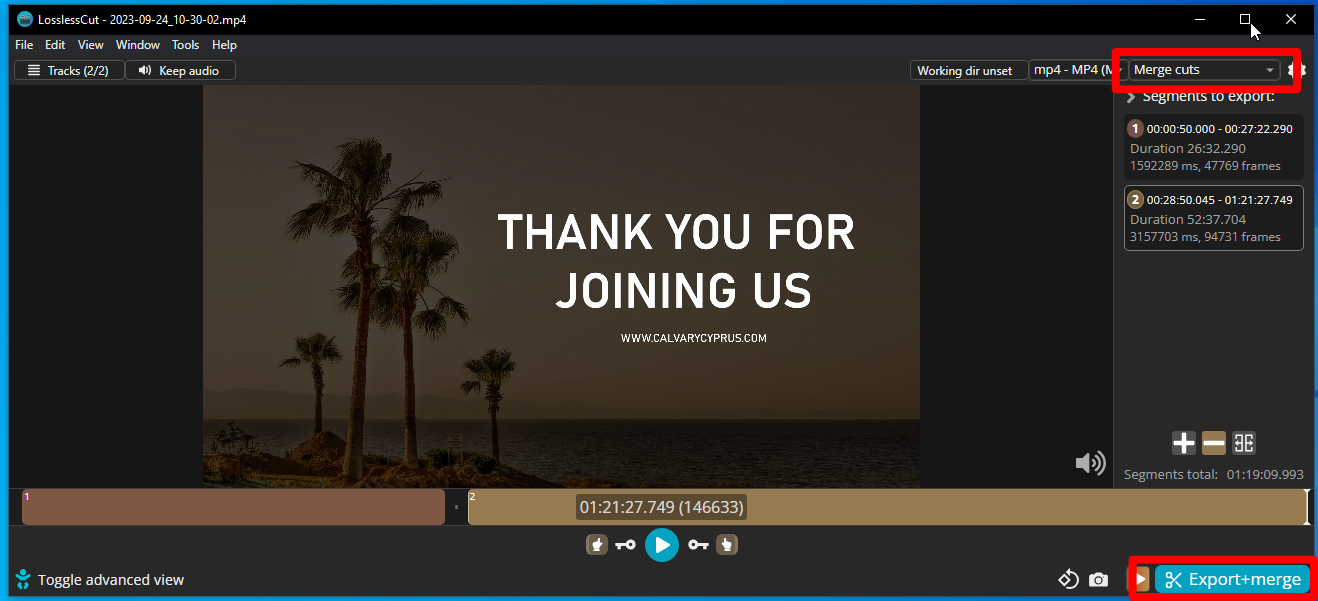 LosslessCut - 2023-09-24_10-30-02.mp4
File Edit View Window Tools Help
Tracks (2/2) Keep audio Working dir unset mp4 - MP4 (M Merge cuts
Segments to export:
1 00:00:50.000 - 00:27:22.290
Duration 26:32.290
1592289 ms, 47769 frames
2 00:28:50.045 - 01:21:27.749
Duration 52:37.704
3157703 ms, 94731 frames
THANK YOU FOR
JOINING US
WWW.CALVARYCYPRUS.COM
Segments total: 01:19:09.993
1 2
01:21:27.749 (146633)
Toggle advanced view Export+merge